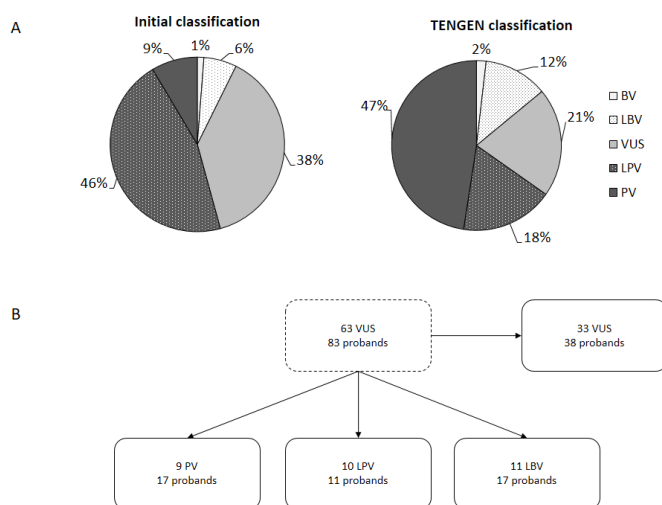 A
Initial classification
1%
6%
9%
38%
46%
TENGEN classification
2%
12%
47%
21%
18%
BV
LBV
VUS
LPV
PV
B
63 VUS
83 probands
33 VUS
38 probands
9 PV
17 probands
10 LPV
11 probands
11 LBV
17 probands